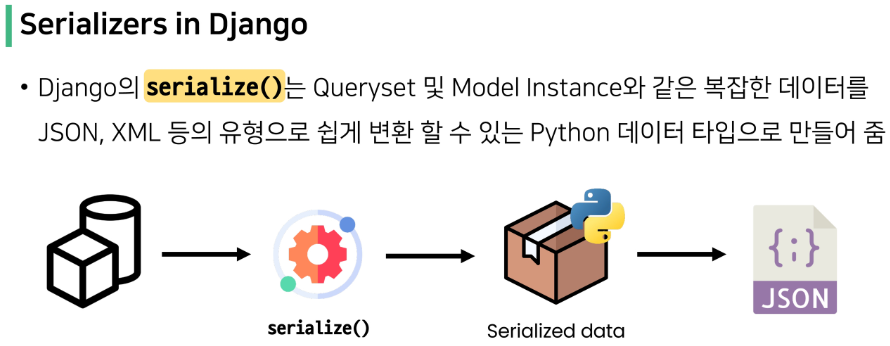 Serializers in Django
• Django의 serialize()는 Queryset 및 Model Instance와 같은 복잡한 데이터를
JSON, XML 등의 유형으로 쉽게 변환 할 수 있는 Python 데이터 타입으로 만들어 줌
{;}
JSON
serialize()
Serialized data